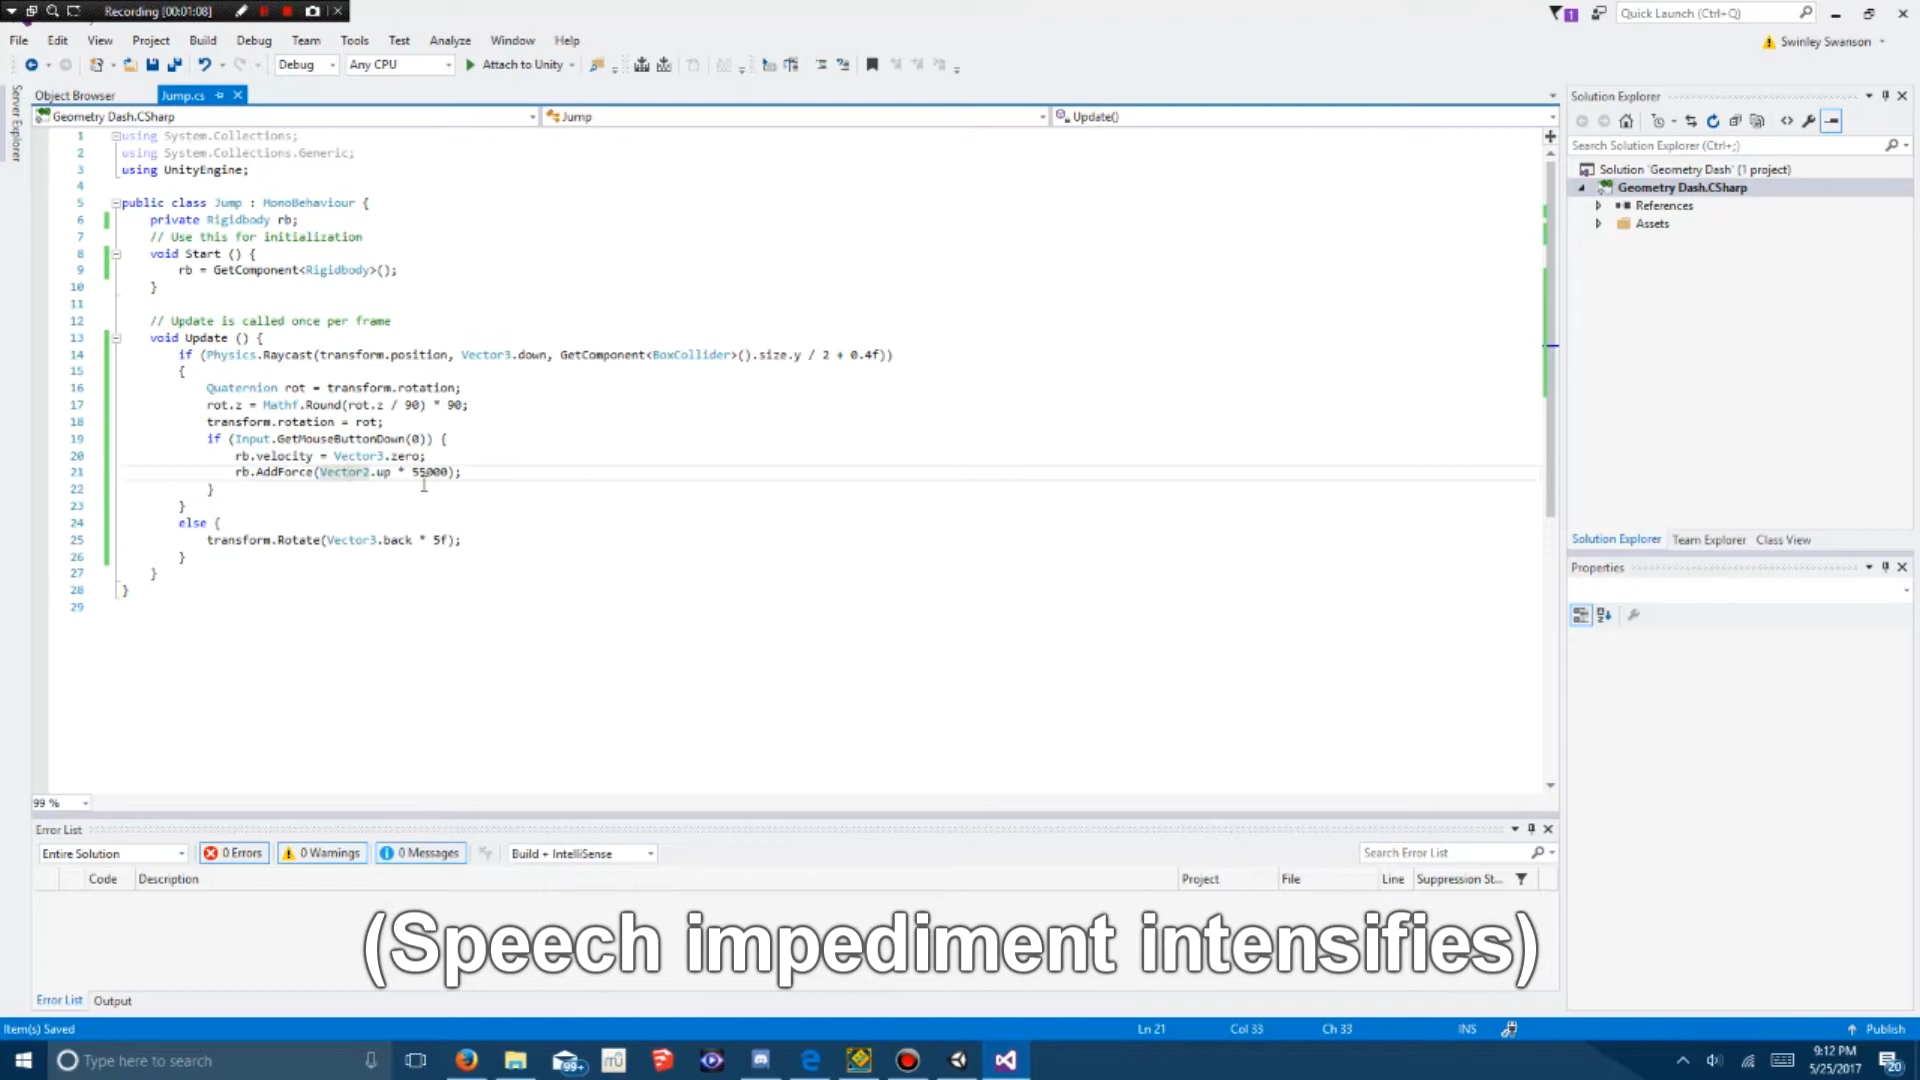 Recording [00:01:08]
Quick Launch (Ctrl+Q)
File Edit View Project Build Debug Team Tools Test Analyze Window Help
Swinley Swanson
Debug Any CPU Attach to Unity
Server Explorer
Object Browser Jump.cs
Geometry Dash.CSharp Jump Update()
1 using System.Collections;
2 using System.Collections.Generic;
3 using UnityEngine;
4
5 public class Jump : MonoBehaviour {
6 private Rigidbody rb;
7 // Use this for initialization
8 void Start () {
9 rb = GetComponent<Rigidbody>();
10 }
11
12 // Update is called once per frame
13 void Update () {
14 if (Physics.Raycast(transform.position, Vector3.down, GetComponent<BoxCollider>().size.y / 2 + 0.4f))
15 {
16 Quaternion rot = transform.rotation;
17 rot.z = Mathf.Round(rot.z / 90) * 90;
18 transform.rotation = rot;
19 if (Input.GetMouseButtonDown(0)) {
20 rb.velocity = Vector3.zero;
21 rb.AddForce(Vector2.up * 55000);
22 }
23 }
24 else {
25 transform.Rotate(Vector3.back * 5f);
26 }
27 }
28 }
29
99 %
Solution Explorer
Search Solution Explorer (Ctrl+;)
Solution 'Geometry Dash' (1 project)
Geometry Dash.CSharp
References
Assets
Solution Explorer Team Explorer Class View
Properties
Error List
Entire Solution 0 Errors 0 Warnings 0 Messages Build + IntelliSense Search Error List
Code Description Project File Line Suppression St...
(Speech impediment intensifies)
Error List Output
Item(s) Saved Ln 21 Col 33 Ch 33 INS Publish
Type here to search
99+
9:12 PM
5/25/2017
20